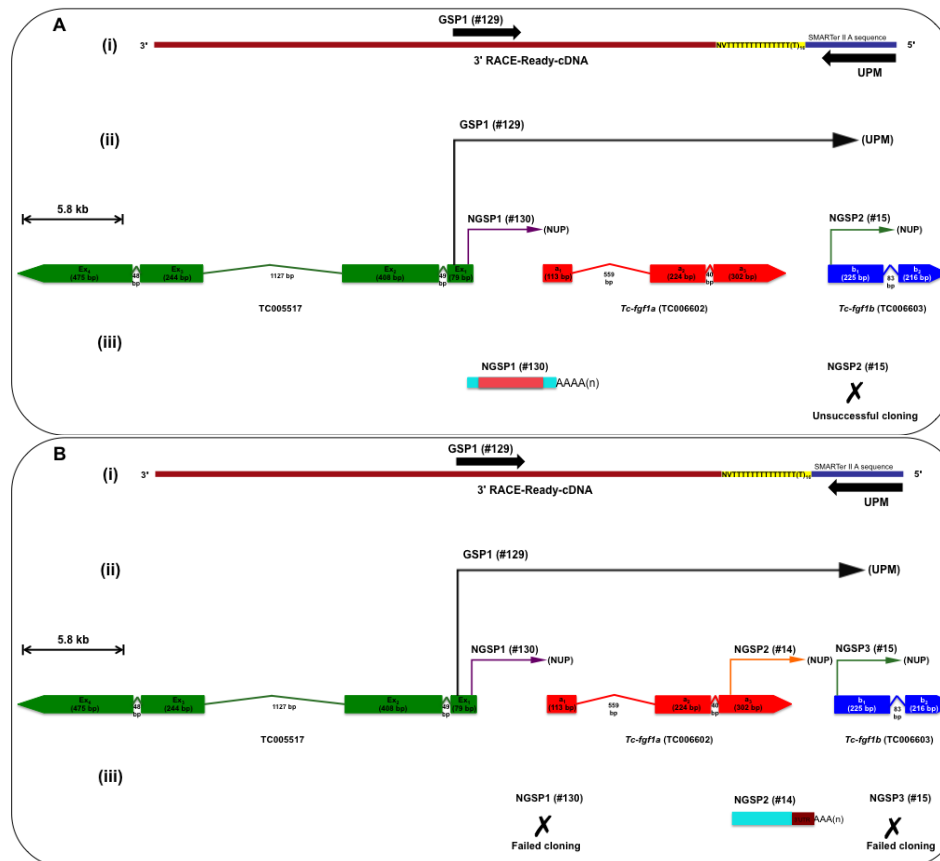 A
GSP1 (#129)
(i)
3'
NVTTTTTTTTTTTTTT(T)18
SMARTer II A sequence
5'
3' RACE-Ready-cDNA
UPM
(ii)
GSP1 (#129)
(UPM)
5.8 kb
NGSP1 (#130)
(NUP)
NGSP2 (#15)
(NUP)
Ex4 (475 bp)
48 bp
Ex3 (244 bp)
1127 bp
Ex2 (408 bp)
49 bp
Ex1 (79 bp)
a1 (113 bp)
559 bp
a2 (224 bp)
40 bp
a3 (302 bp)
b1 (225 bp)
83 bp
b2 (216 bp)
TC005517
Tc-fgf1a (TC006602)
Tc-fgf1b (TC006603)
(iii)
NGSP1 (#130)
AAAA(n)
NGSP2 (#15)
✗
Unsuccessful cloning
B
GSP1 (#129)
(i)
3'
NVTTTTTTTTTTTTTT(T)18
SMARTer II A sequence
5'
3' RACE-Ready-cDNA
UPM
(ii)
GSP1 (#129)
(UPM)
5.8 kb
NGSP1 (#130)
(NUP)
NGSP2 (#14)
(NUP)
NGSP3 (#15)
(NUP)
Ex4 (475 bp)
48 bp
Ex3 (244 bp)
1127 bp
Ex2 (408 bp)
49 bp
Ex1 (79 bp)
a1 (113 bp)
559 bp
a2 (224 bp)
40 bp
a3 (302 bp)
b1 (225 bp)
83 bp
b2 (216 bp)
TC005517
Tc-fgf1a (TC006602)
Tc-fgf1b (TC006603)
(iii)
NGSP1 (#130)
✗
Failed cloning
NGSP2 (#14)
AAA(n)
NGSP3 (#15)
✗
Failed cloning